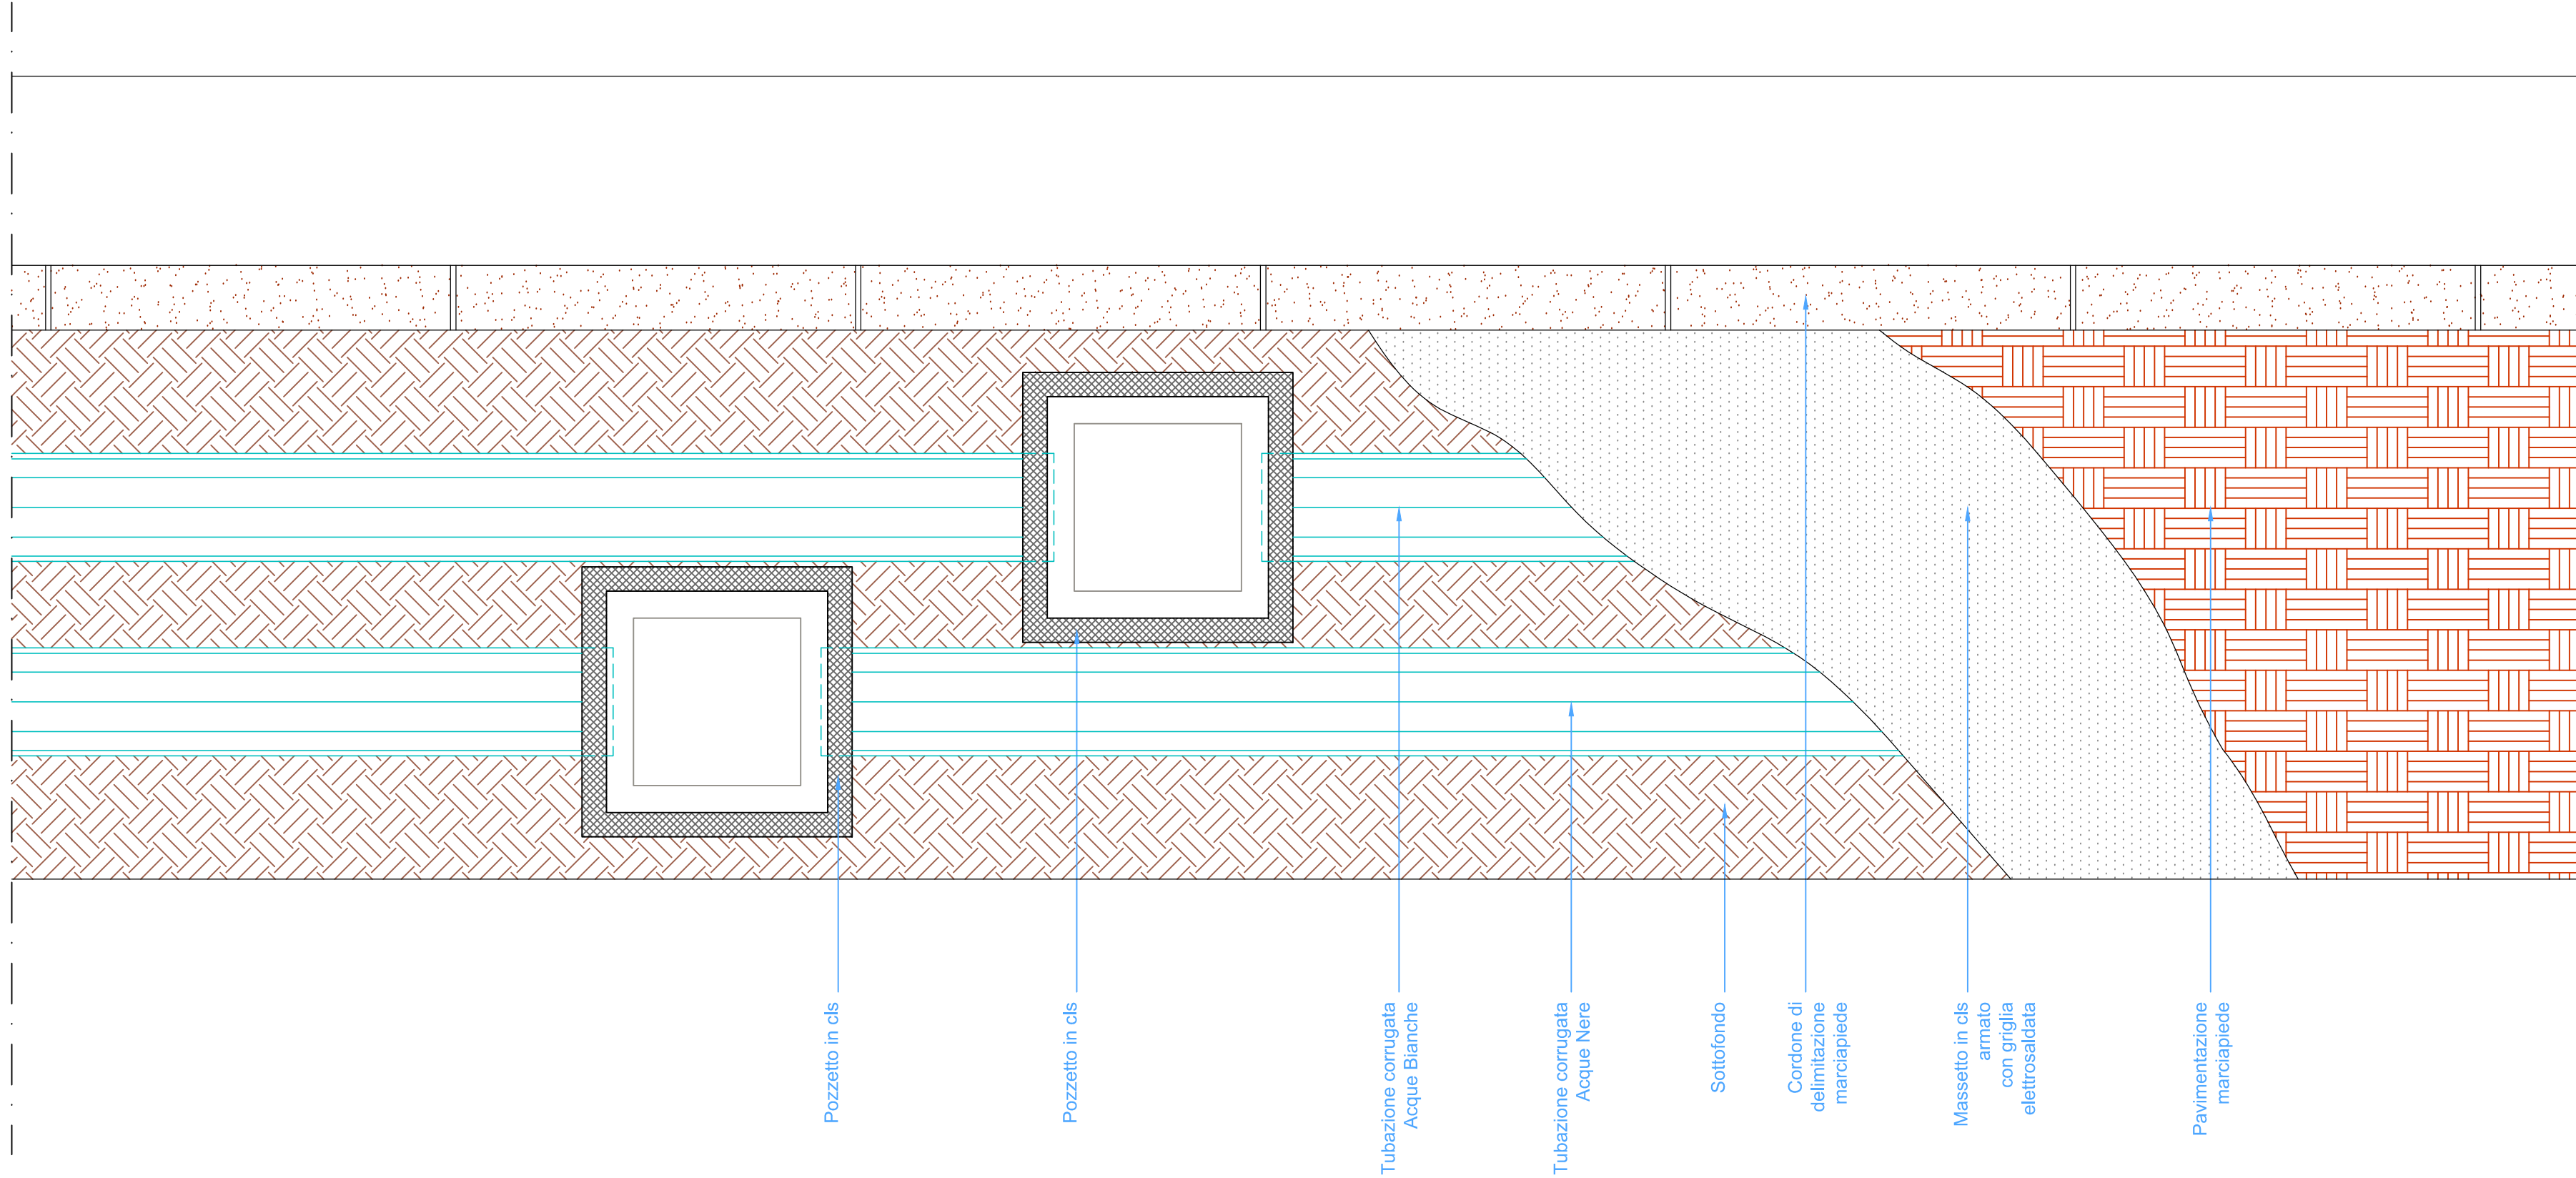 Pozzetto in cls
Pozzetto in cls
Tubazione corrugata
Acque Bianche
Tubazione corrugata
Acque Nere
Sottofondo
Cordone di
delimitazione
marciapiede
Massetto in cls
armato
con griglia
elettrosaldata
Pavimentazione
marciapiede